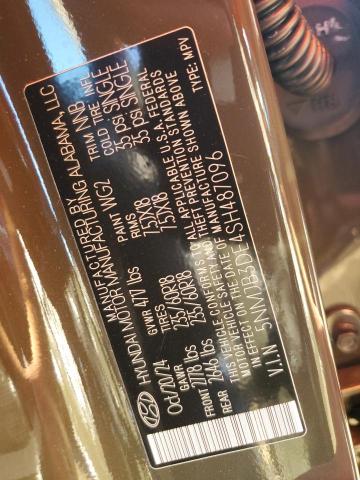 HYUNDAI
MANUFACTURED BY
HYUNDAI MOTOR MANUFACTURING ALABAMA, LLC
Oct/10/24 GVWR 4717 lbs PAINT WG2 TRIM NNB
GAWR TIRES RIMS COLD TIRE INFL
FRONT 2778 lbs 235/60R18 7.5JX18 35 psi SINGLE
REAR 2646 lbs 235/60R18 7.5JX18 35 psi SINGLE
THIS VEHICLE CONFORMS TO ALL APPLICABLE U.S.A. FEDERAL
MOTOR VEHICLE SAFETY AND THEFT PREVENTION STANDARDS
IN EFFECT ON THE DATE OF MANUFACTURE SHOWN ABOVE
V.I.N 5NMJB3DE4SH487096 TYPE: MPV